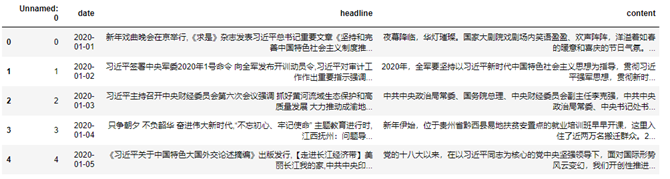 Unnamed: 0 date headline content
0 0 2020-01-01 新年戏曲晚会在京举行,《求是》杂志发表习近平总书记重要文章《坚持和完善中国特色社会主义制度推... 夜幕降临，华灯璀璨。国家大剧院戏剧场内笑语盈盈、欢声阵阵，洋溢着如春的暖意和喜庆的节日气氛。...
1 1 2020-01-02 习近平签署中央军委2020年1号命令 向全军发布开训动员令,习近平对审计工作作出重要指示强调... 2020年，全军要坚持以习近平新时代中国特色社会主义思想为指导，贯彻习近平强军思想，贯彻新时...
2 2 2020-01-03 习近平主持召开中央财经委员会第六次会议强调 抓好黄河流域生态保护和高质量发展 大力推动成渝地... 中共中央政治局常委、国务院总理、中央财经委员会副主任李克强，中共中央政治局常委、中央书记处书...
3 3 2020-01-04 只争朝夕 不负韶华 奋进伟大新时代,"不忘初心、牢记使命" 主题教育进行时,江西抚州：问题导... 新年伊始，位于贵州省黔西县易地扶贫安置点的就业培训班早早开课，这里入住了近两万名搬迁群众。2...
4 4 2020-01-05 《习近平关于中国特色大国外交论述摘编》出版发行,【走进长江经济带】美丽长江我的家,中共中央印... 党的十八大以来，在以习近平同志为核心的党中央坚强领导下，面对国际形势风云变幻，我们开创性推进...